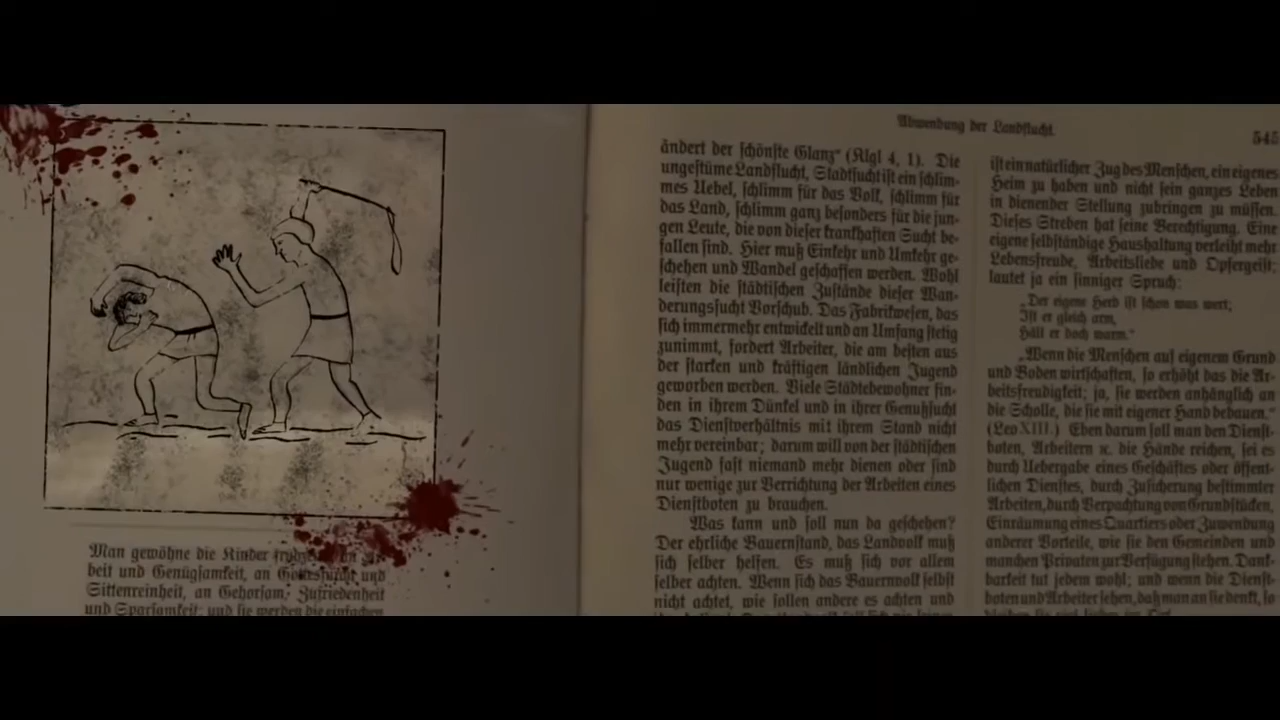 Man gewöhne die Kinder
beit und Genügsamkeit, an Gottesfurcht und
Sittenreinheit, an Gehorsam, Zufriedenheit
und Sparsamkeit; und sie werden die einfachen
Abwendung der Landflucht.
545
ändert der schönste Glanz“ (Klgl 4, 1). Die
ungestüme Landflucht, Stadtsucht ist ein schlim-
mes Uebel, schlimm für das Volk, schlimm für
das Land, schlimm ganz besonders für die jun-
gen Leute, die von dieser krankhaften Sucht be-
fallen sind. Hier muß Einkehr und Umkehr ge-
schehen und Wandel geschaffen werden. Wohl
leisten die städtischen Zustände dieser Wan-
derungssucht Vorschub. Das Fabrikwesen, das
sich immermehr entwickelt und an Umfang stetig
zunimmt, fordert Arbeiter, die am besten aus
der starken und kräftigen ländlichen Jugend
geworben werden. Viele Städtebewohner fin-
den in ihrem Dünkel und in ihrer Genußsucht
das Dienstverhältnis mit ihrem Stand nicht
mehr vereinbar; darum will von der städtischen
Jugend fast niemand mehr dienen oder sind
nur wenige zur Verrichtung der Arbeiten eines
Dienstboten zu brauchen.
Was kann und soll nun da geschehen?
Der ehrliche Bauernstand, das Landvolk muß
sich selber helfen. Es muß sich vor allem
selber achten. Wenn sich das Bauernvolk selbst
nicht achtet, wie sollen andere es achten und
ist ein natürlicher Zug des Menschen, ein eigenes
Heim zu haben und nicht sein ganzes Leben
in dienender Stellung zubringen zu müssen.
Dieses Streben hat seine Berechtigung. Eine
eigene selbständige Haushaltung verleiht mehr
Lebensfreude, Arbeitsliebe und Opfergeist;
lautet ja ein sinniger Spruch:
„Der eigene Herd ist schon was wert;
Ist er gleich arm,
Hält er doch warm.“
„Wenn die Menschen auf eigenem Grund
und Boden wirtschaften, so erhöht das die Ar-
beitsfreudigkeit; ja, sie werden anhänglich an
die Scholle, die sie mit eigener Hand bebauen.“
(Leo XIII.) Eben darum soll man den Dienst-
boten, Arbeitern ꝛc. die Hände reichen, sei es
durch Uebergabe eines Geschäftes oder öffent-
lichen Dienstes, durch Zusicherung bestimmter
Arbeiten, durch Verpachtung von Grundstücken,
Einräumung eines Quartiers oder Zuwendung
anderer Vorteile, wie sie den Gemeinden und
manchen Privaten zur Verfügung stehen. Dank-
barkeit tut jedem wohl; und wenn die Dienst-
boten und Arbeiter sehen, daß man an sie denkt, so